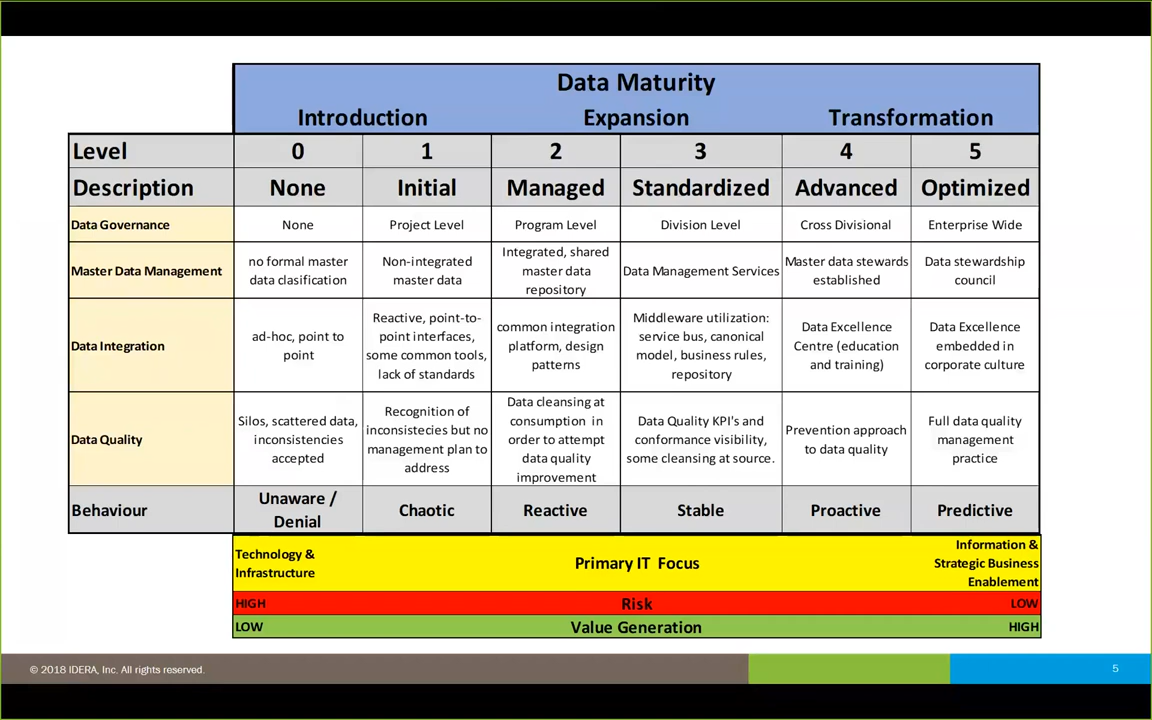 Data Maturity
Introduction Expansion Transformation
Level 0 1 2 3 4 5
Description None Initial Managed Standardized Advanced Optimized
Data Governance None Project Level Program Level Division Level Cross Divisional Enterprise Wide
Master Data Management
no formal master
data clasification
Non-integrated
master data
Integrated, shared
master data
repository
Data Management Services
Master data stewards
established
Data stewardship
council
Data Integration
ad-hoc, point to
point
Reactive, point-to-
point interfaces,
some common tools,
lack of standards
common integration
platform, design
patterns
Middleware utilization:
service bus, canonical
model, business rules,
repository
Data Excellence
Centre (education
and training)
Data Excellence
embedded in
corporate culture
Data Quality
Silos, scattered data,
inconsistencies
accepted
Recognition of
inconsistecies but no
management plan to
address
Data cleansing at
consumption in
order to attempt
data quality
improvement
Data Quality KPI's and
conformance visibility,
some cleansing at source.
Prevention approach
to data quality
Full data quality
management
practice
Behaviour
Unaware /
Denial
Chaotic
Reactive
Stable
Proactive
Predictive
Technology &
Infrastructure
Primary IT Focus
Information &
Strategic Business
Enablement
HIGH Risk LOW
LOW Value Generation HIGH
© 2018 IDERA, Inc. All rights reserved.
5